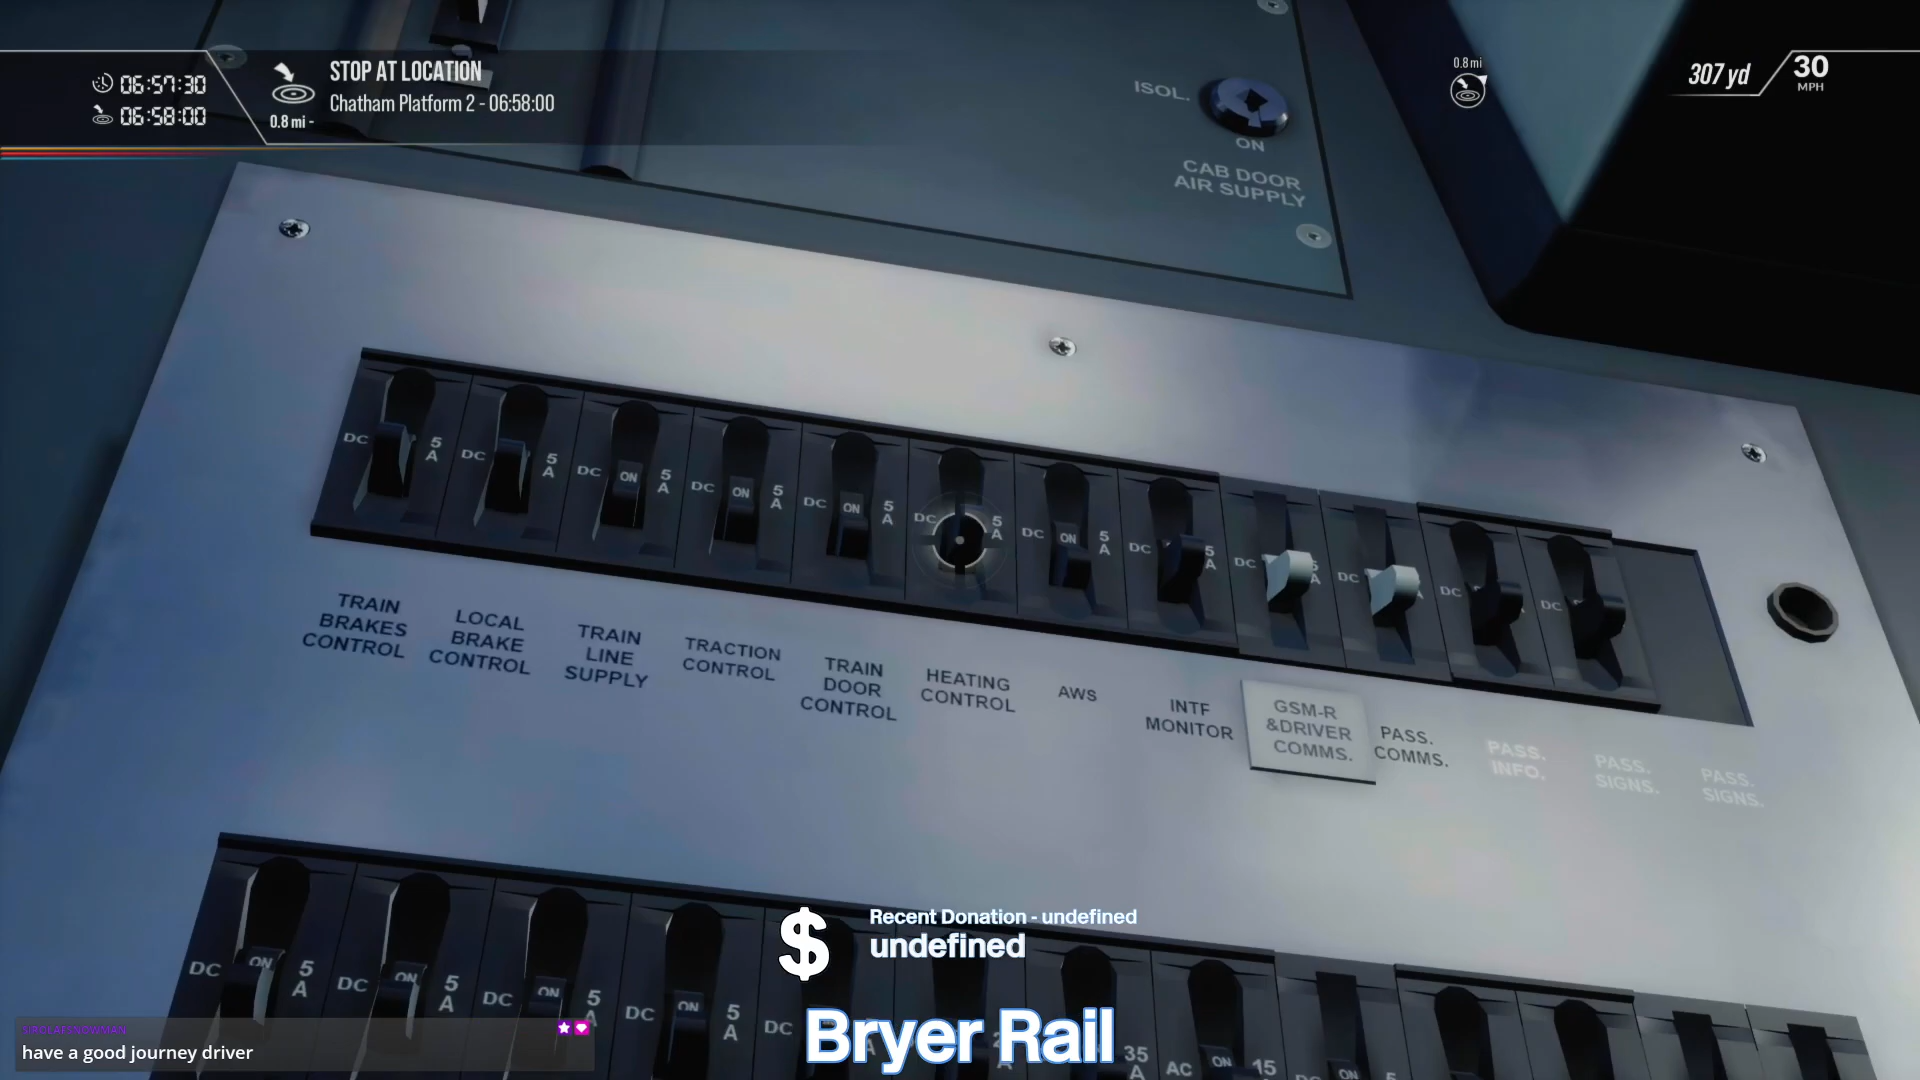 06:57:30
06:58:00
STOP AT LOCATION
Chatham Platform 2 - 06:58:00
0.8 mi -
0.8 mi
307 yd
30
MPH
ISOL.
ON
CAB DOOR
AIR SUPPLY
DC 5 A
DC 5 A
DC ON 5 A
DC ON 5 A
DC ON 5 A
DC 5 A
DC ON 5 A
DC 5 A
DC A
DC
DC
DC
TRAIN
BRAKES
CONTROL
LOCAL
BRAKE
CONTROL
TRAIN
LINE
SUPPLY
TRACTION
CONTROL
TRAIN
DOOR
CONTROL
HEATING
CONTROL
AWS
INTF
MONITOR
GSM-R
&DRIVER
COMMS.
PASS.
COMMS.
PASS.
INFO.
PASS.
SIGNS.
PASS.
SIGNS.
DC ON 5 A
DC ON 5 A
DC ON 5 A
DC ON 5 A
DC
35 A
AC ON 15
ON
Recent Donation - undefined
undefined
Bryer Rail
SIROLAFSNOWMAN
have a good journey driver